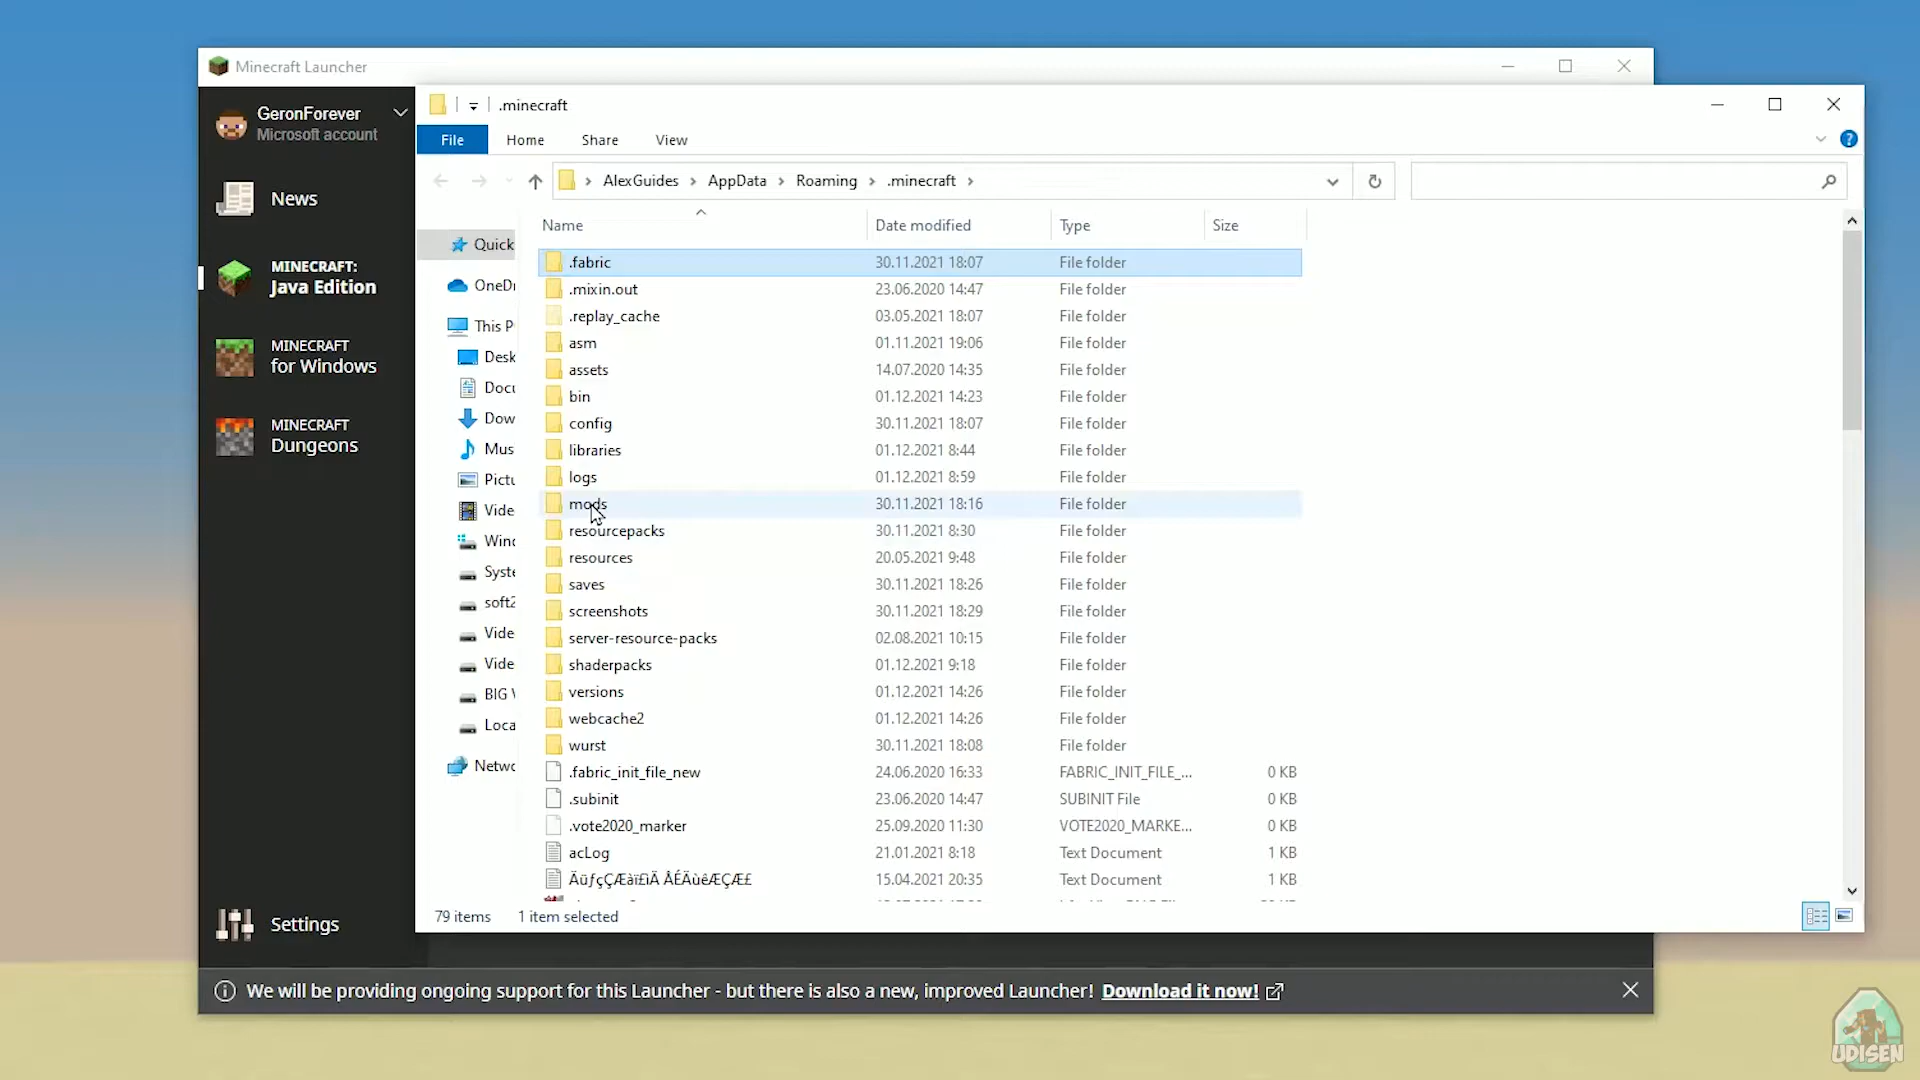 Minecraft Launcher
GeronForever
Microsoft account
News
MINECRAFT:
Java Edition
MINECRAFT
for Windows
MINECRAFT
Dungeons
Settings
.minecraft
File Home Share View
AlexGuides > AppData > Roaming > .minecraft >
Quick
OneDr
This P
Desk
Docu
Dow
Mus
Pictu
Vide
Winc
Syste
soft2
Vide
Vide
BIG
Loca
Netwo
Name Date modified Type Size
.fabric 30.11.2021 18:07 File folder
.mixin.out 23.06.2020 14:47 File folder
.replay_cache 03.05.2021 18:07 File folder
asm 01.11.2021 19:06 File folder
assets 14.07.2020 14:35 File folder
bin 01.12.2021 14:23 File folder
config 30.11.2021 18:07 File folder
libraries 01.12.2021 8:44 File folder
logs 01.12.2021 8:59 File folder
mods 30.11.2021 18:16 File folder
resourcepacks 30.11.2021 8:30 File folder
resources 20.05.2021 9:48 File folder
saves 30.11.2021 18:26 File folder
screenshots 30.11.2021 18:29 File folder
server-resource-packs 02.08.2021 10:15 File folder
shaderpacks 01.12.2021 9:18 File folder
versions 01.12.2021 14:26 File folder
webcache2 01.12.2021 14:26 File folder
wurst 30.11.2021 18:08 File folder
.fabric_init_file_new 24.06.2020 16:33 FABRIC_INIT_FILE_... 0 KB
.subinit 23.06.2020 14:47 SUBINIT File 0 KB
.vote2020_marker 25.09.2020 11:30 VOTE2020_MARKE... 0 KB
acLog 21.01.2021 8:18 Text Document 1 KB
15.04.2021 20:35 Text Document 1 KB
79 items 1 item selected
We will be providing ongoing support for this Launcher - but there is also a new, improved Launcher! Download it now!
UDISEN